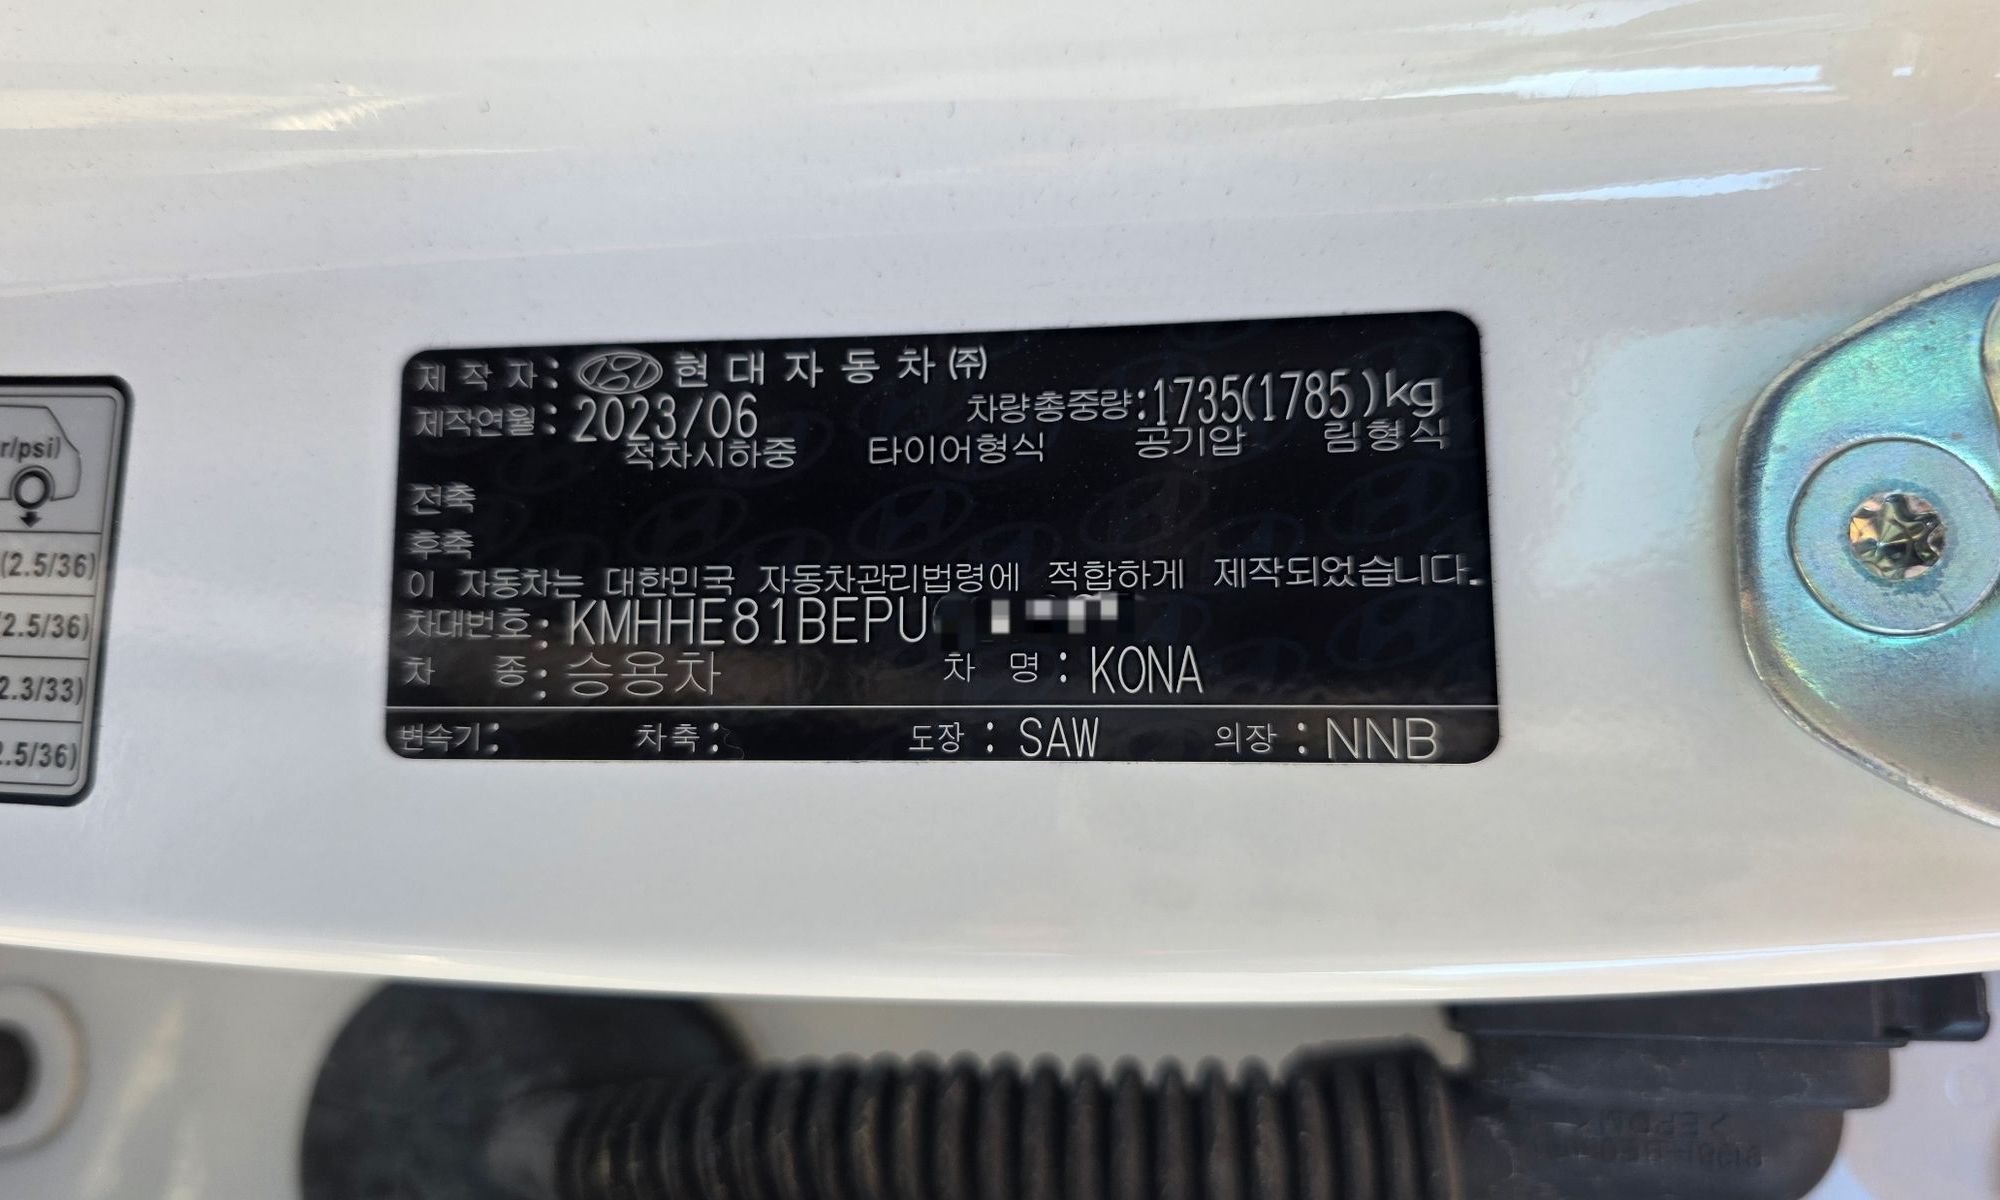 제 작 자 : 현 대 자 동 차 ㈜
제작연월 : 2023/06 차량총중량:1735(1785)kg
적차시하중 타이어형식 공기압 림형식
전축
후축
이 자동차는 대한민국 자동차관리법령에 적합하게 제작되었습니다.
차대번호 : KMHHE81BEPU
차 종 : 승용차 차 명 : KONA
변속기 : 차축 : 도장 : SAW 의장 : NNB
r/psi)
(2.5/36)
2.5/36)
2.3/33)
.5/36)
>EPDM<